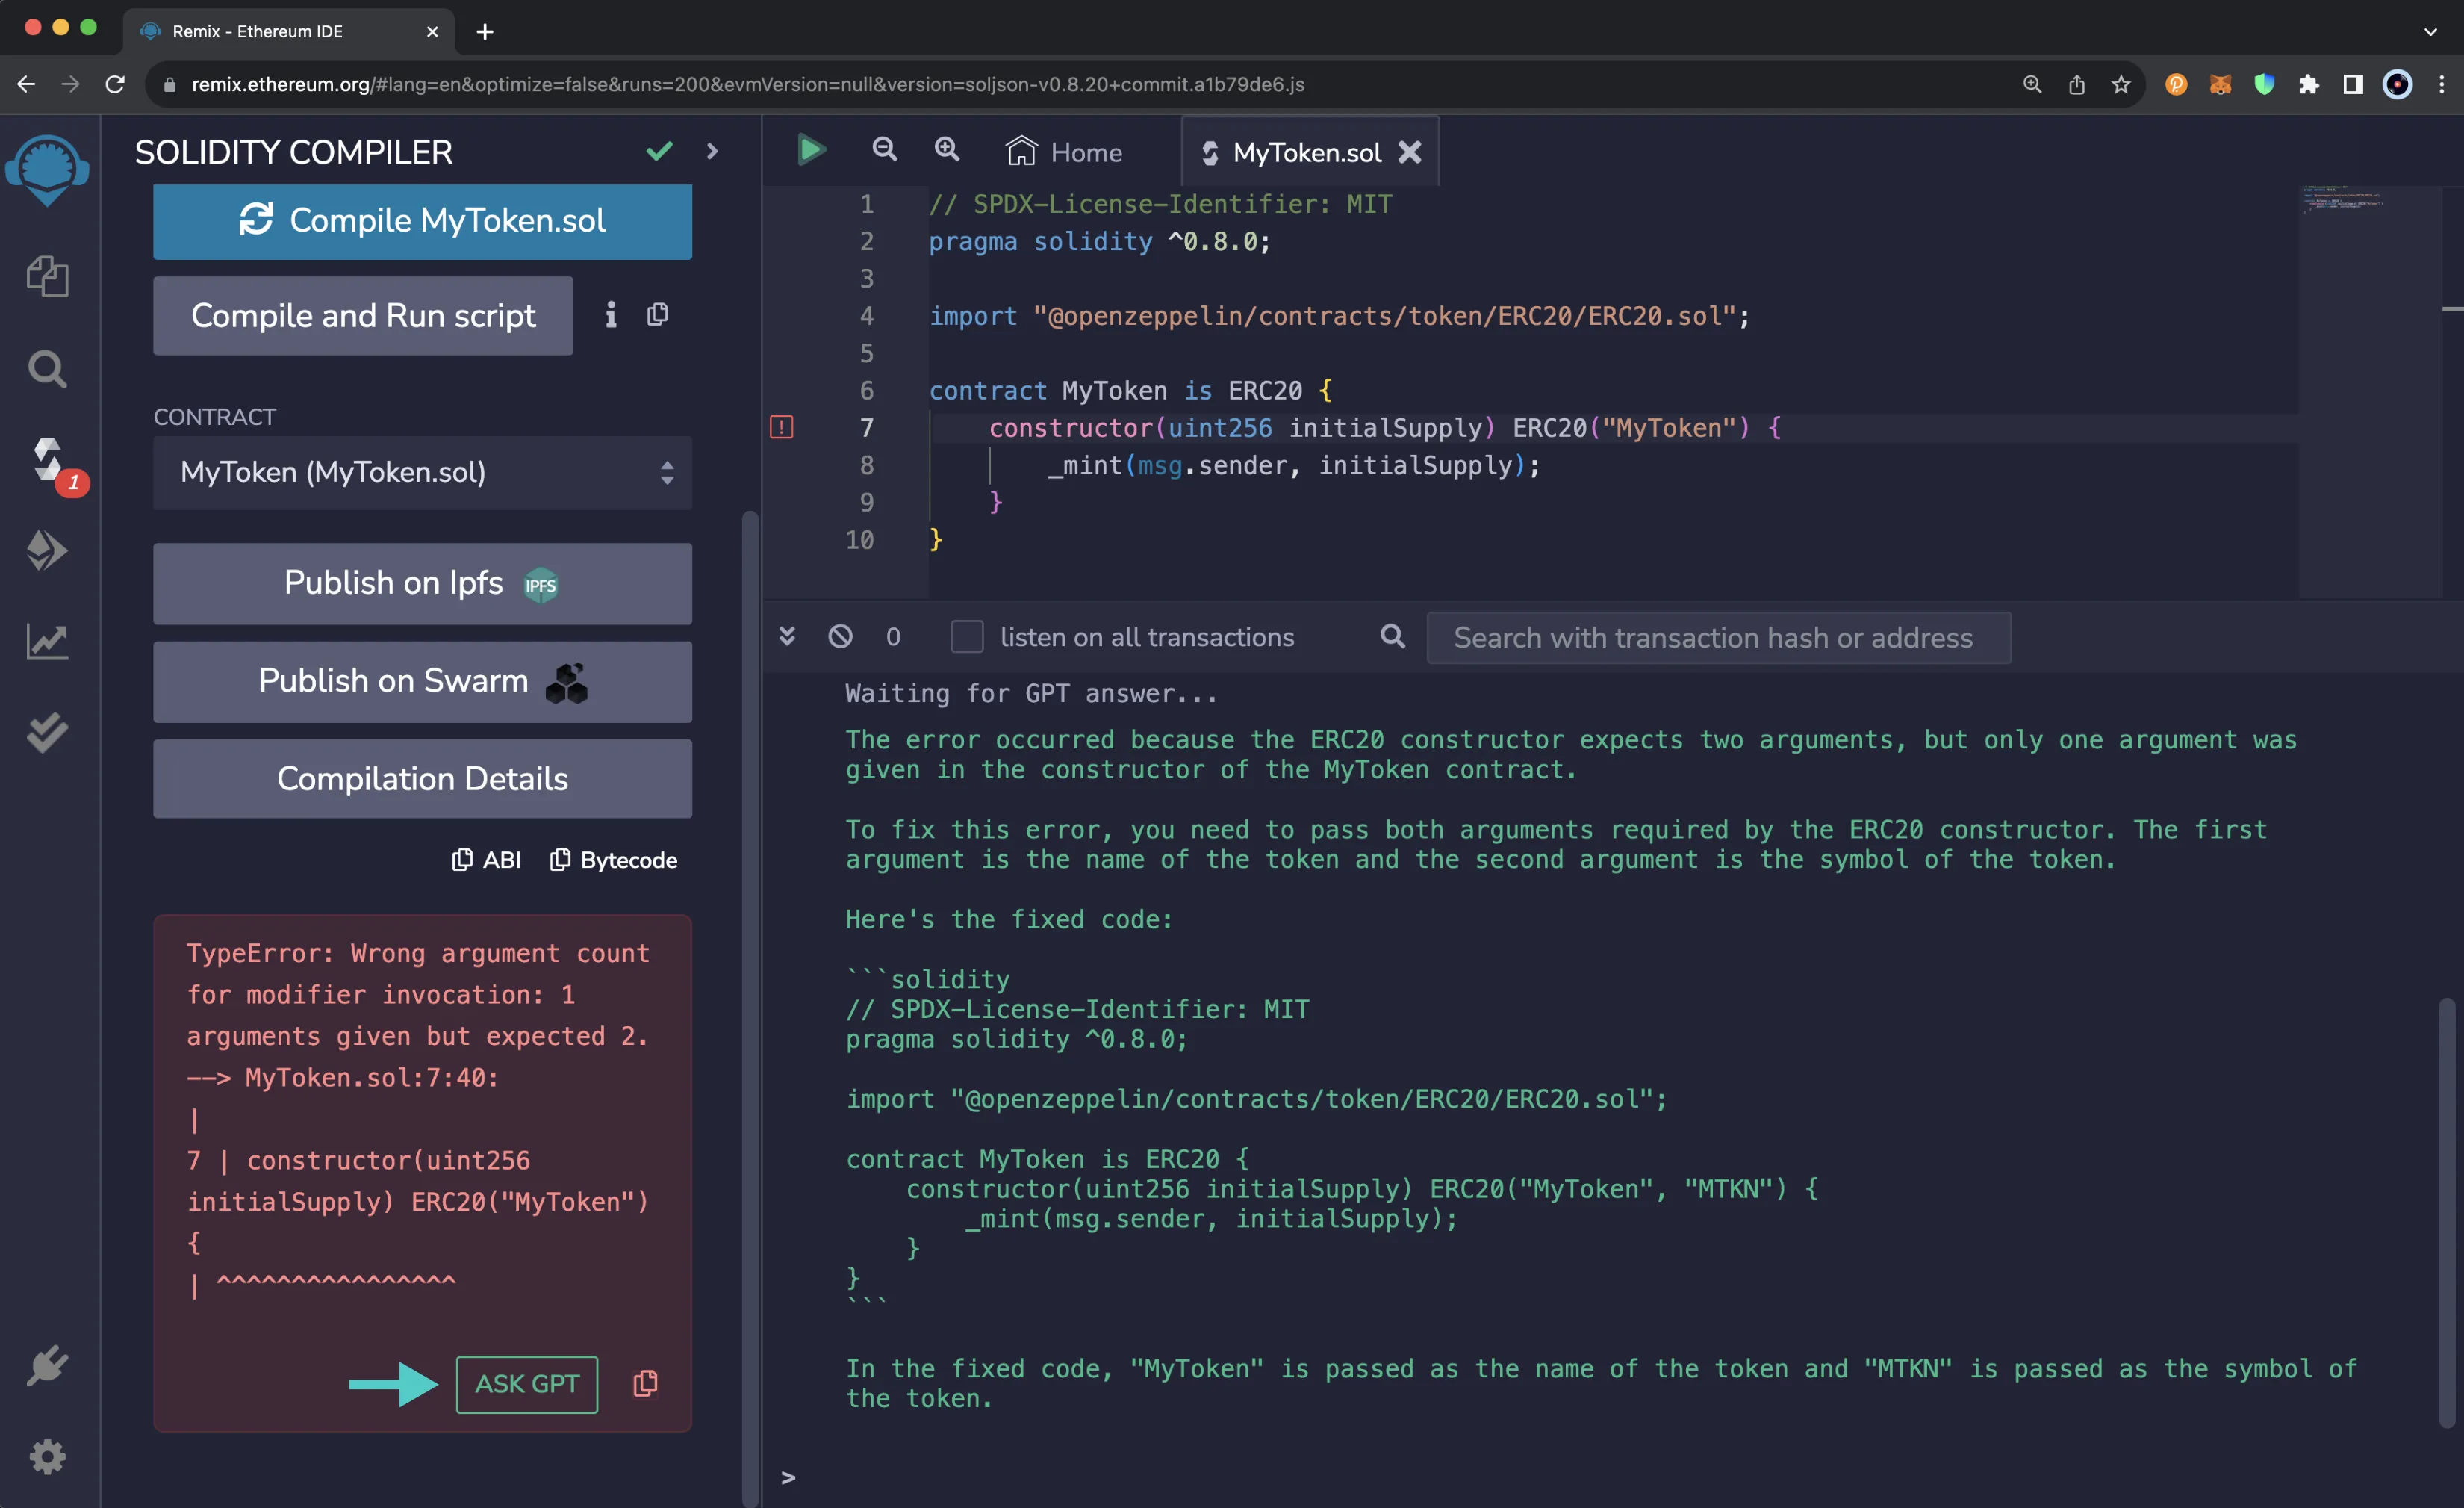 Remix - Ethereum IDE
remix.ethereum.org/#lang=en&optimize=false&runs=200&evmVersion=null&version=soljson-v0.8.20+commit.a1b79de6.js
SOLIDITY COMPILER
Compile MyToken.sol
Compile and Run script
CONTRACT
MyToken (MyToken.sol)
1
Publish on Ipfs IPFS
Publish on Swarm
Compilation Details
ABI Bytecode
TypeError: Wrong argument count
for modifier invocation: 1
arguments given but expected 2.
--> MyToken.sol:7:40:
|
7 | constructor(uint256
initialSupply) ERC20("MyToken")
{
| ^^^^^^^^^^^^^^^^
ASK GPT
Home
MyToken.sol
1 // SPDX-License-Identifier: MIT
2 pragma solidity ^0.8.0;
3
4 import "@openzeppelin/contracts/token/ERC20/ERC20.sol";
5
6 contract MyToken is ERC20 {
7 constructor(uint256 initialSupply) ERC20("MyToken") {
8 _mint(msg.sender, initialSupply);
9 }
10 }
0 listen on all transactions Search with transaction hash or address
Waiting for GPT answer...
The error occurred because the ERC20 constructor expects two arguments, but only one argument was
given in the constructor of the MyToken contract.
To fix this error, you need to pass both arguments required by the ERC20 constructor. The first
argument is the name of the token and the second argument is the symbol of the token.
Here's the fixed code:
```solidity
// SPDX-License-Identifier: MIT
pragma solidity ^0.8.0;
import "@openzeppelin/contracts/token/ERC20/ERC20.sol";
contract MyToken is ERC20 {
constructor(uint256 initialSupply) ERC20("MyToken", "MTKN") {
_mint(msg.sender, initialSupply);
}
}
```
In the fixed code, "MyToken" is passed as the name of the token and "MTKN" is passed as the symbol of
the token.
>